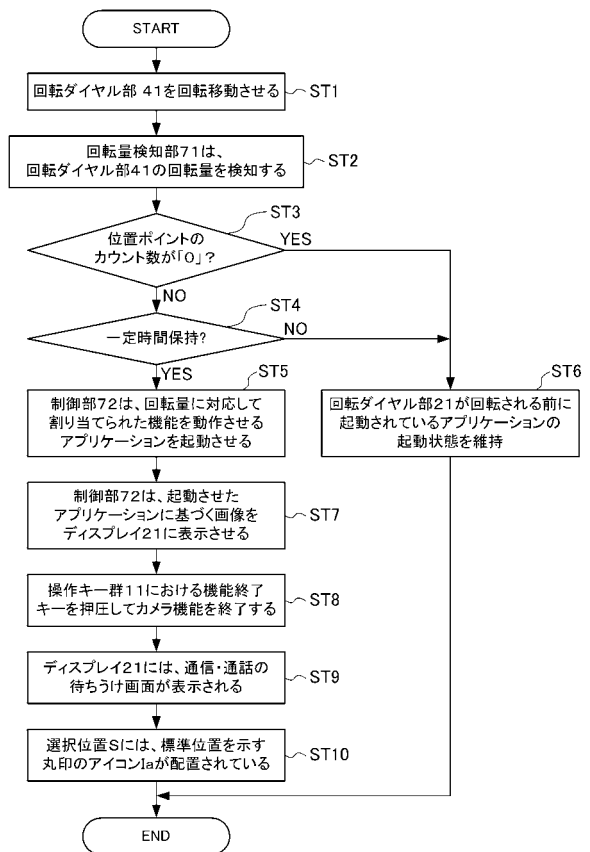 START
回転ダイヤル部 41を回転移動させる
ST1
回転量検知部71は、
回転ダイヤル部41の回転量を検知する
ST2
ST3
位置ポイントの
カウント数が「0」?
YES
NO
ST4
一定時間保持?
NO
YES
ST5
制御部72は、回転量に対応して
割り当てられた機能を動作させる
アプリケーションを起動させる
ST6
回転ダイヤル部21が回転される前に
起動されているアプリケーションの
起動状態を維持
制御部72は、起動させた
アプリケーションに基づく画像を
ディスプレイ21に表示させる
ST7
操作キー群11における機能終了
キーを押圧してカメラ機能を終了する
ST8
ディスプレイ21には、通信・通話の
待ちうけ画面が表示される
ST9
選択位置Sには、標準位置を示す
丸印のアイコンIaが配置されている
ST10
END